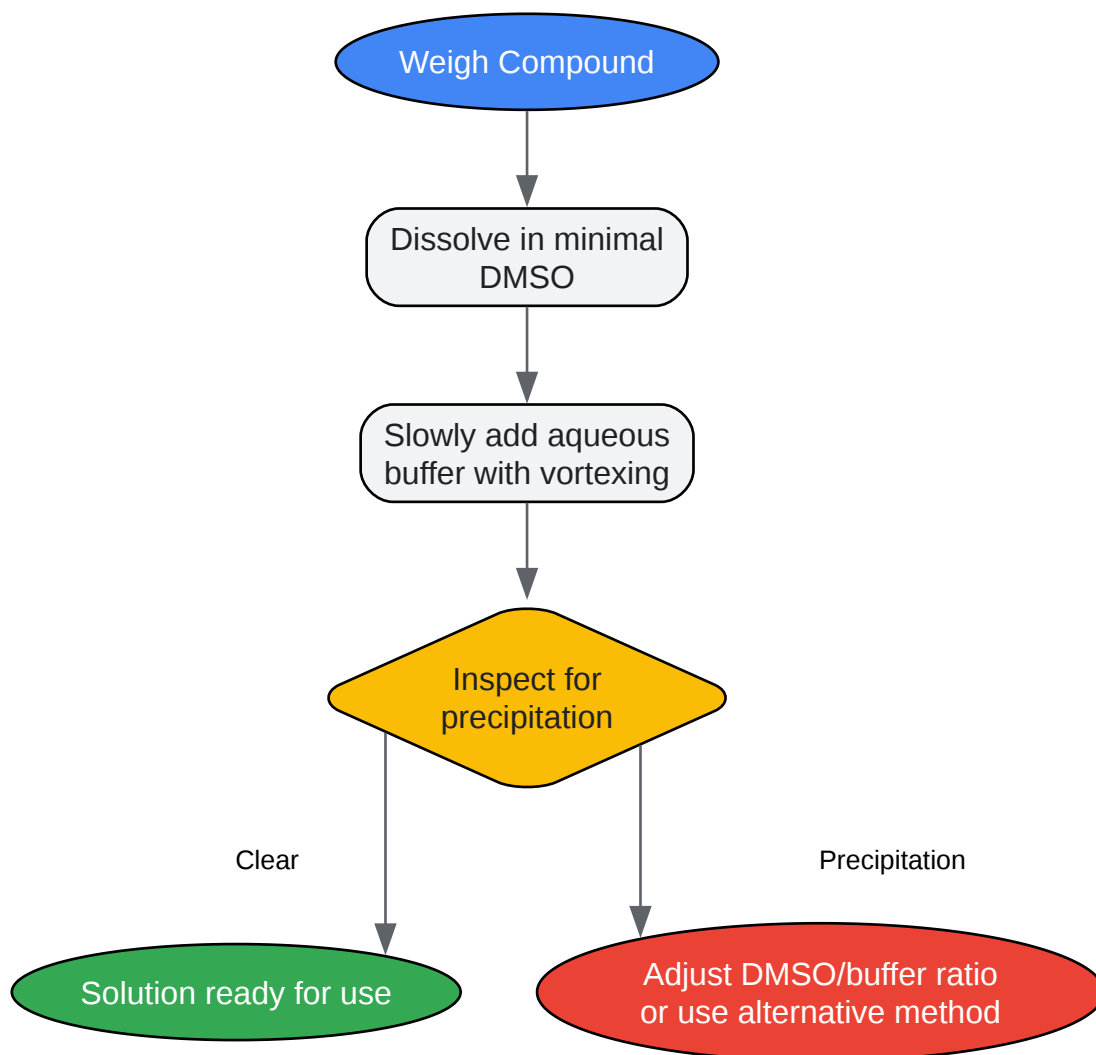 Weigh Compound
Dissolve in minimal
DMSO
Slowly add aqueous
buffer with vortexing
Inspect for
precipitation
Clear
Precipitation
Solution ready for use
Adjust DMSO/buffer ratio
or use alternative method